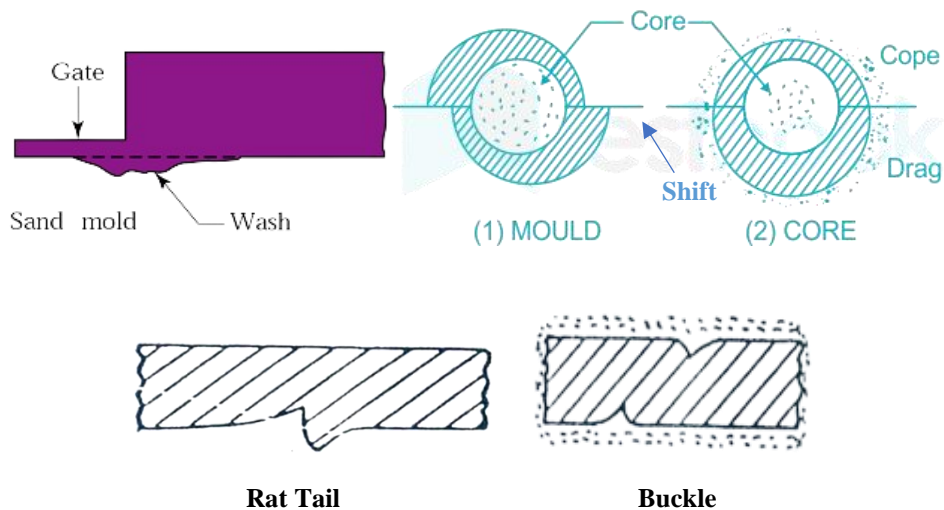 Gate
Sand mold
Wash
Core
Cope
Drag
Shift
(1) MOULD
(2) CORE
Rat Tail
Buckle